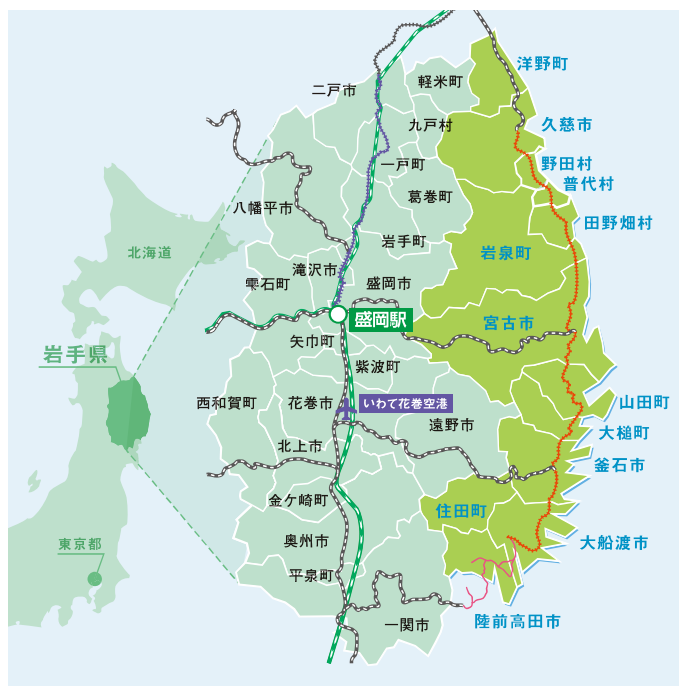 洋野町
軽米町
二戸市
久慈市
九戸村
一戸町
野田村
普代村
葛巻町
八幡平市
田野畑村
岩手町
岩泉町
北海道
滝沢市
雫石町
盛岡市
盛岡駅
宮古市
矢巾町
岩手県
紫波町
西和賀町
花巻市
いわて花巻空港
山田町
遠野市
大槌町
北上市
釜石市
金ケ崎町
住田町
奥州市
大船渡市
東京都
平泉町
陸前高田市
一関市